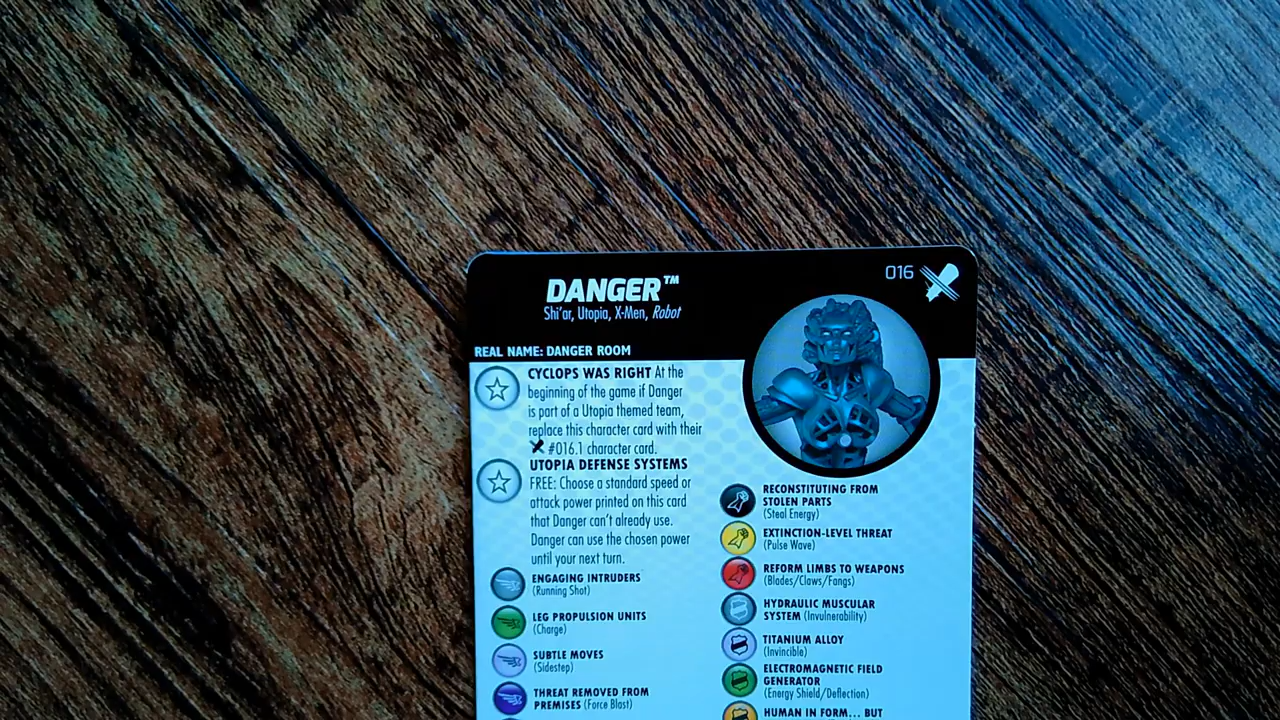 DANGER™
016
Shi'ar, Utopia, X-Men, Robot
REAL NAME: DANGER ROOM
CYCLOPS WAS RIGHT At the
beginning of the game if Danger
is part of a Utopia themed team,
replace this character card with their
#016.1 character card.
UTOPIA DEFENSE SYSTEMS
FREE: Choose a standard speed or
attack power printed on this card
that Danger can't already use.
Danger can use the chosen power
until your next turn.
ENGAGING INTRUDERS
(Running Shot)
LEG PROPULSION UNITS
(Charge)
SUBTLE MOVES
(Sidestep)
THREAT REMOVED FROM
PREMISES (Force Blast)
RECONSTITUTING FROM
STOLEN PARTS
(Steal Energy)
EXTINCTION-LEVEL THREAT
(Pulse Wave)
REFORM LIMBS TO WEAPONS
(Blades/Claws/Fangs)
HYDRAULIC MUSCULAR
SYSTEM (Invulnerability)
TITANIUM ALLOY
(Invincible)
ELECTROMAGNETIC FIELD
GENERATOR
(Energy Shield/Deflection)
HUMAN IN FORM... BUT